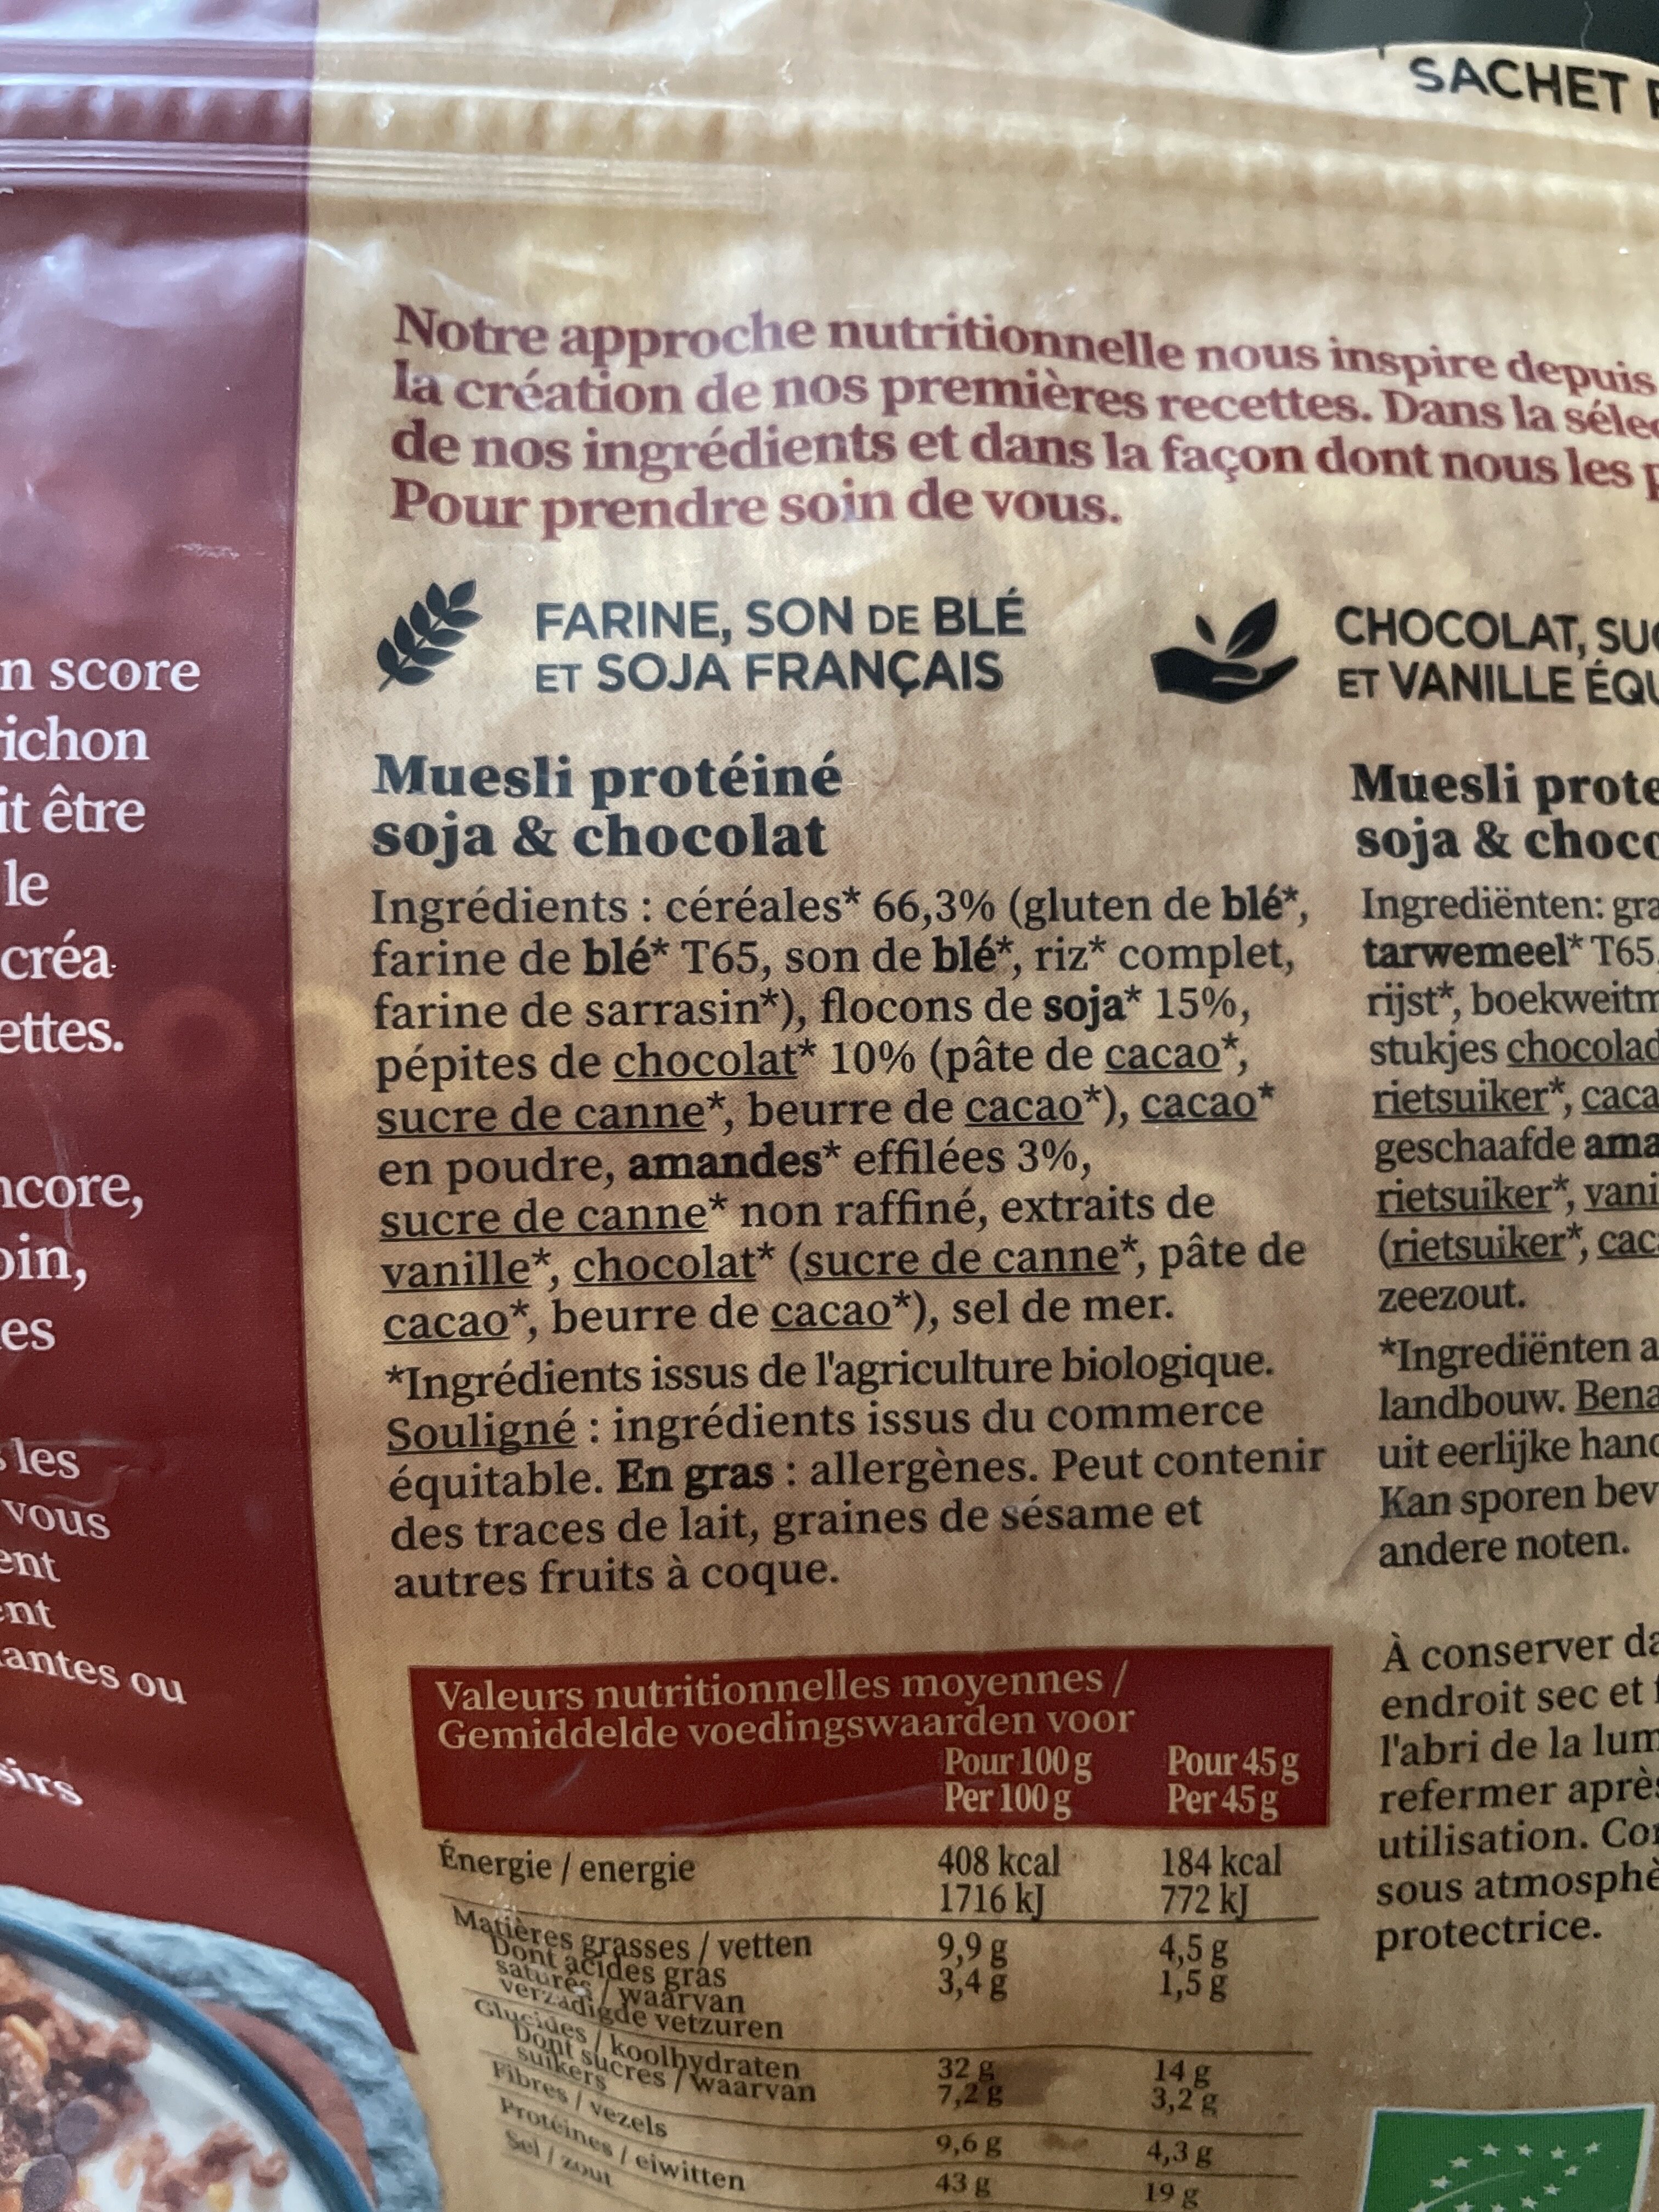 SACHET
Notre approche nutritionnelle nous inspire depuis
la création de nos premières recettes. Dans la
de nos ingrédients et dans la façon dont nous les
Pour prendre soin de vous.
FARINE, SON DE BLÉ
ET SOJA FRANÇAIS
CHOCOLAT,
ET VANILLE
n score
it être
le
créa
ettes.
ncore,
oin,
es
les
vous
ent
ent
antes ou
Muesli protéiné
soja & chocolat
Ingrédients : céréales* 66,3% (gluten de blé*,
farine de blé* T65, son de blé*, riz* complet,
farine de sarrasin*), flocons de soja* 15%,
pépites de chocolat* 10% (pâte de cacao*,
sucre de canne*, beurre de cacao*), cacao*
en poudre, amandes* effilées 3%,
sucre de canne* non raffiné, extraits de
vanille*, chocolat* (sucre de canne*, pâte de
cacao*, beurre de cacao*), sel de mer.
*Ingrédients issus de l'agriculture biologique.
Souligné : ingrédients issus du commerce
équitable. En gras : allergènes. Peut contenir
des traces de lait, graines de sésame et
autres fruits à coque.
Muesli prote
soja & choco
Ingrediënten: gra
tarwemeel* T65,
rijst*, boekweitm
stukjes chocolad
rietsuiker*, caca
geschaafde ama
rietsuiker*, vani
(rietsuiker*, cac
zeezout.
*Ingrediënten a
landbouw. Bena
uit eerlijke hand
Kan sporen bev
andere noten.
À conserver da
endroit sec et
l'abri de la lum
refermer après
utilisation. Con
sous atmosphè
protectrice.
Valeurs nutritionnelles moyennes /
Gemiddelde voedingswaarden voor
Pour 100 g Pour 45 g
Per 100 g Per 45 g
Énergie / energie 408 kcal 184 kcal
1716 kJ 772 kJ
Matières grasses / vetten 9,9 g 4,5 g
Dont acides gras 3,4 g 1,5 g
saturés / waarvan
verzadigde vetzuren
Glucides / koolhydraten 32 g 14 g
Dont sucres / waarvan 7,2 g 3,2 g
suikers
Fibres / vezels 9,6 g 4,3 g
Protéines / eiwitten 43 g 19 g
Sel / zout